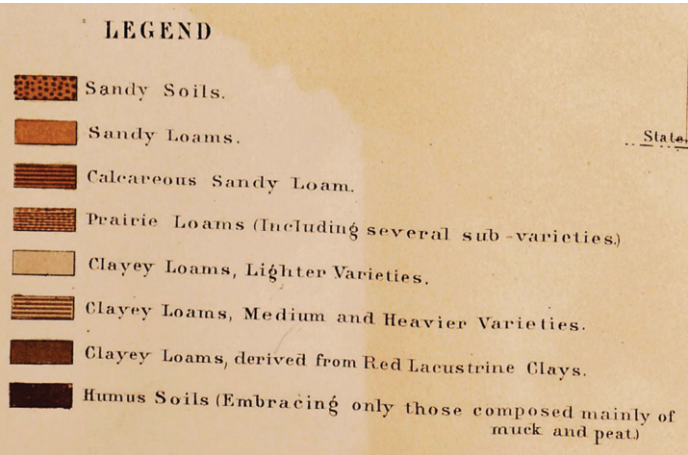 LEGEND
Sandy Soils.
Sandy Loams.
State
Calcareous Sandy Loam.
Prairie Loams (Including several sub-varieties.)
Clayey Loams, Lighter Varieties.
Clayey Loams, Medium and Heavier Varieties.
Clayey Loams, derived from Red Lacustrine Clays.
Humus Soils (Embracing only those composed mainly of
muck and peat.)